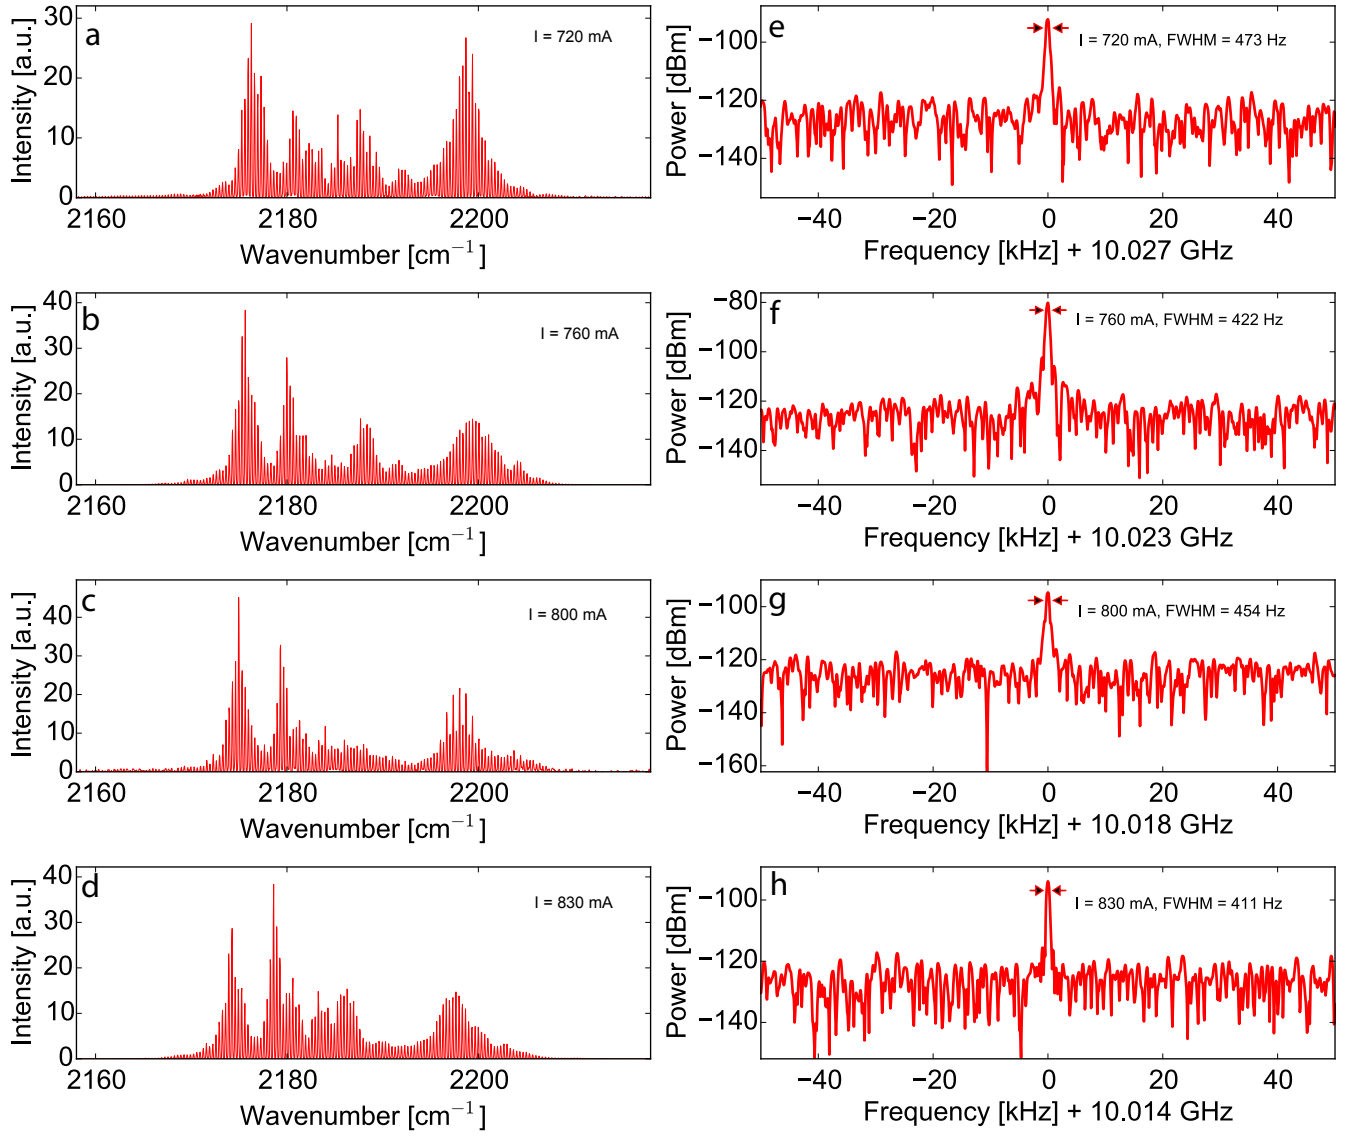 a
I = 720 mA
Intensity [a.u.]
30
20
10
0
2160 2180 2200
Wavenumber [cm⁻¹]
e
I = 720 mA, FWHM = 473 Hz
Power [dBm]
−100
−120
−140
−40 −20 0 20 40
Frequency [kHz] + 10.027 GHz
b
I = 760 mA
Intensity [a.u.]
40
30
20
10
0
2160 2180 2200
Wavenumber [cm⁻¹]
f
I = 760 mA, FWHM = 422 Hz
Power [dBm]
−80
−100
−120
−140
−40 −20 0 20 40
Frequency [kHz] + 10.023 GHz
c
I = 800 mA
Intensity [a.u.]
40
30
20
10
0
2160 2180 2200
Wavenumber [cm⁻¹]
g
I = 800 mA, FWHM = 454 Hz
Power [dBm]
−100
−120
−140
−160
−40 −20 0 20 40
Frequency [kHz] + 10.018 GHz
d
I = 830 mA
Intensity [a.u.]
40
30
20
10
0
2160 2180 2200
Wavenumber [cm⁻¹]
h
I = 830 mA, FWHM = 411 Hz
Power [dBm]
−100
−120
−140
−40 −20 0 20 40
Frequency [kHz] + 10.014 GHz